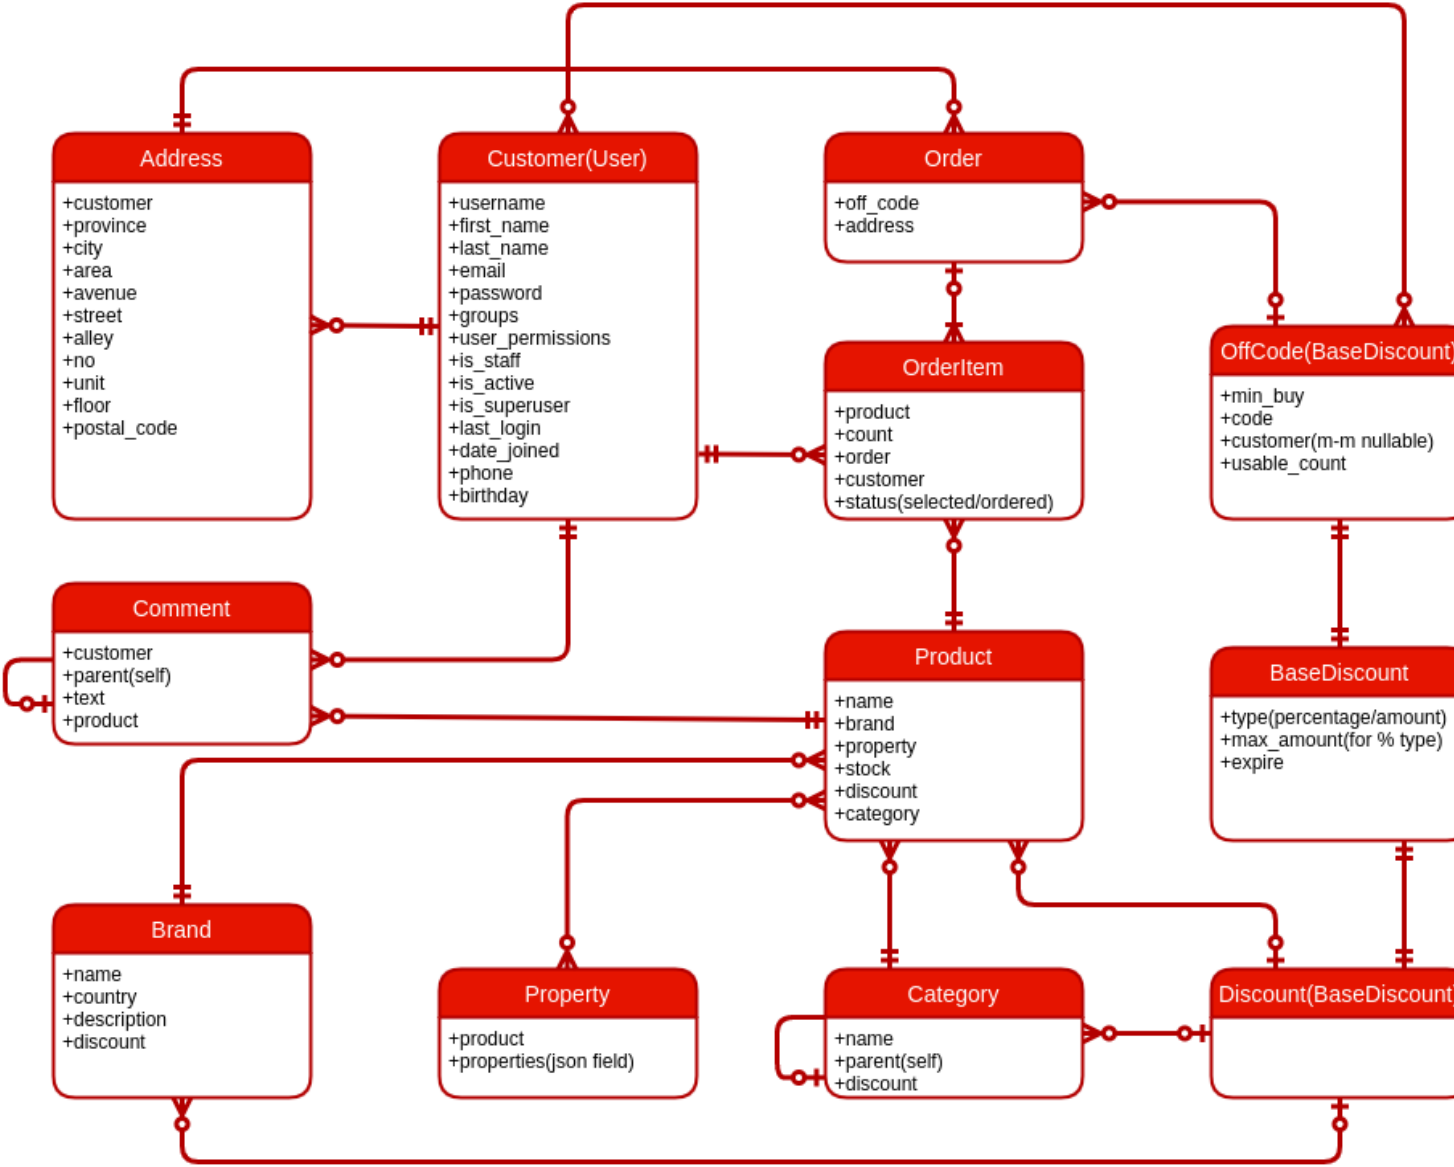 Address
+customer
+province
+city
+area
+avenue
+street
+alley
+no
+unit
+floor
+postal_code
Customer(User)
+username
+first_name
+last_name
+email
+password
+groups
+user_permissions
+is_staff
+is_active
+is_superuser
+last_login
+date_joined
+phone
+birthday
Order
+off_code
+address
OrderItem
+product
+count
+order
+customer
+status(selected/ordered)
OffCode(BaseDiscount)
+min_buy
+code
+customer(m-m nullable)
+usable_count
Comment
+customer
+parent(self)
+text
+product
Product
+name
+brand
+property
+stock
+discount
+category
BaseDiscount
+type(percentage/amount)
+max_amount(for % type)
+expire
Brand
+name
+country
+description
+discount
Property
+product
+properties(json field)
Category
+name
+parent(self)
+discount
Discount(BaseDiscount)